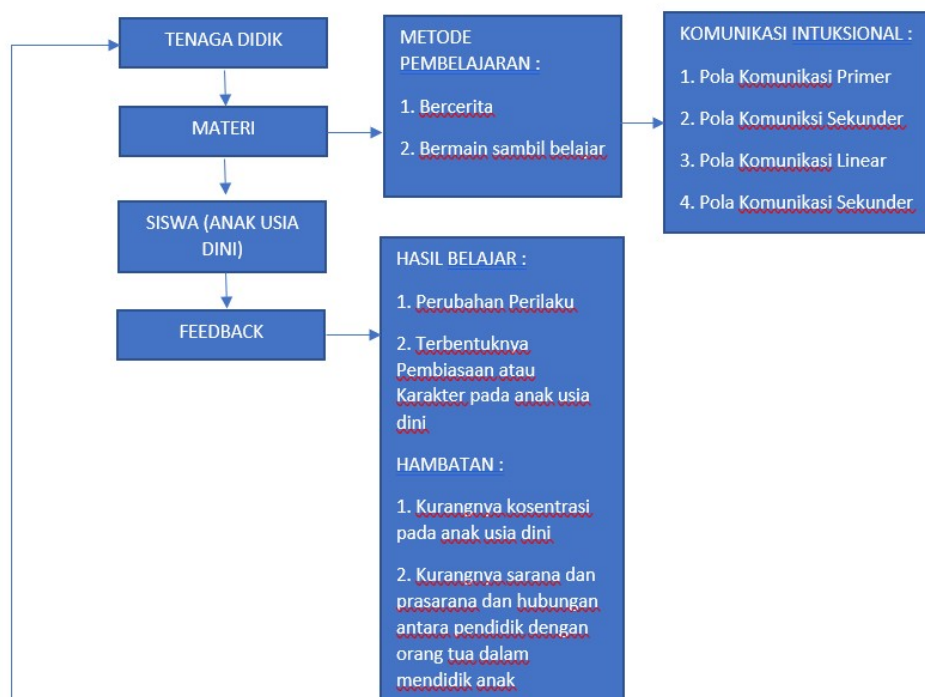 TENAGA DIDIK
MATERI
SISWA (ANAK USIA
DINI)
FEEDBACK
METODE
PEMBELAJARAN :
1. Bercerita
2. Bermain sambil belajar
KOMUNIKASI INTUKSIONAL :
1. Pola Komunikasi Primer
2. Pola Komuniksi Sekunder
3. Pola Komunikasi Linear
4. Pola Komunikasi Sekunder
HASIL BELAJAR :
1. Perubahan Perilaku
2. Terbentuknya
Pembiasaan atau
Karakter pada anak usia
dini
HAMBATAN :
1. Kurangnya kosentrasi
pada anak usia dini
2. Kurangnya sarana dan
prasarana dan hubungan
antara pendidik dengan
orang tua dalam
mendidik anak